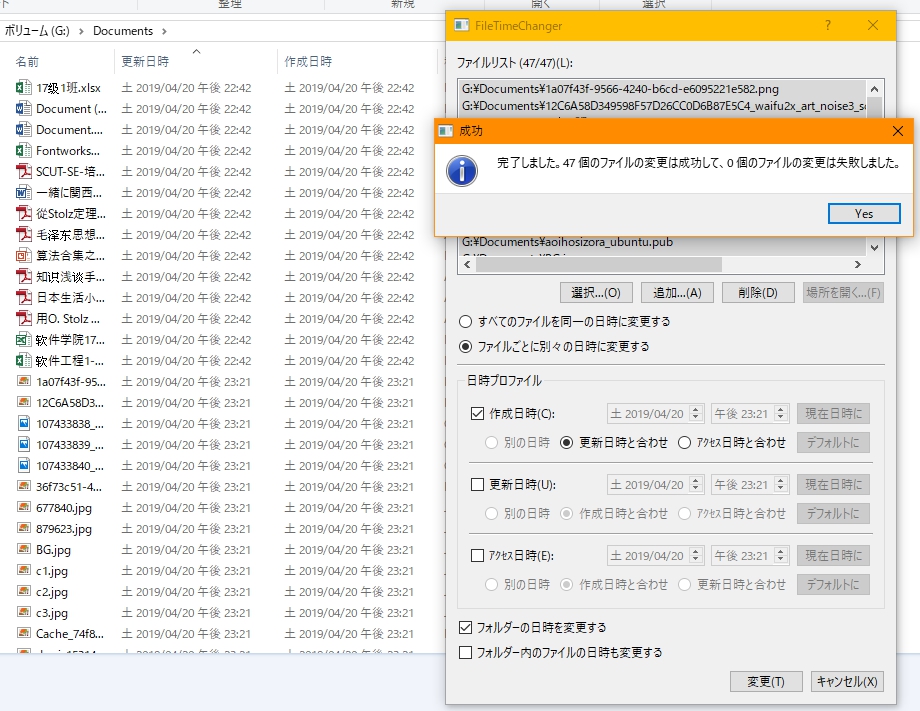 整理 新規 開く 選択
ボリューム (G:) > Documents >
名前 更新日時 作成日時
17级1班.xlsx 土 2019/04/20 午後 22:42 土 2019/04/20 午後 22:42
Document (... 土 2019/04/20 午後 22:42 土 2019/04/20 午後 22:42
Document.... 土 2019/04/20 午後 22:42 土 2019/04/20 午後 22:42
Fontworks... 土 2019/04/20 午後 22:42 土 2019/04/20 午後 22:42
SCUT-SE-培... 土 2019/04/20 午後 22:42 土 2019/04/20 午後 22:42
一緒に関西... 土 2019/04/20 午後 22:42 土 2019/04/20 午後 22:42
從Stolz定理... 土 2019/04/20 午後 22:42 土 2019/04/20 午後 22:42
毛泽东思想... 土 2019/04/20 午後 22:42 土 2019/04/20 午後 22:42
算法合集之... 土 2019/04/20 午後 22:42 土 2019/04/20 午後 22:42
知识浅谈手... 土 2019/04/20 午後 22:42 土 2019/04/20 午後 22:42
日本生活小... 土 2019/04/20 午後 22:42 土 2019/04/20 午後 22:42
用O. Stolz ... 土 2019/04/20 午後 22:42 土 2019/04/20 午後 22:42
软件学院17... 土 2019/04/20 午後 22:42 土 2019/04/20 午後 22:42
软件工程1-... 土 2019/04/20 午後 22:42 土 2019/04/20 午後 22:42
1a07f43f-95... 土 2019/04/20 午後 23:21 土 2019/04/20 午後 23:21
12C6A58D3... 土 2019/04/20 午後 23:21 土 2019/04/20 午後 23:21
107433838_... 土 2019/04/20 午後 23:21 土 2019/04/20 午後 23:21
107433839_... 土 2019/04/20 午後 23:21 土 2019/04/20 午後 23:21
107433840_... 土 2019/04/20 午後 23:21 土 2019/04/20 午後 23:21
36f73c51-4... 土 2019/04/20 午後 23:21 土 2019/04/20 午後 23:21
677840.jpg 土 2019/04/20 午後 23:21 土 2019/04/20 午後 23:21
879623.jpg 土 2019/04/20 午後 23:21 土 2019/04/20 午後 23:21
BG.jpg 土 2019/04/20 午後 23:21 土 2019/04/20 午後 23:21
c1.jpg 土 2019/04/20 午後 23:21 土 2019/04/20 午後 23:21
c2.jpg 土 2019/04/20 午後 23:21 土 2019/04/20 午後 23:21
c3.jpg 土 2019/04/20 午後 23:21 土 2019/04/20 午後 23:21
Cache_74f8... 土 2019/04/20 午後 23:21 土 2019/04/20 午後 23:21
FileTimeChanger ?
ファイルリスト (47/47)(L):
G:¥Documents¥1a07f43f-9566-4240-b6cd-e6095221e582.png
G:¥Documents¥12C6A58D349598F57D26CC0D6B87E5C4_waifu2x_art_noise3_s
成功
完了しました。47 個のファイルの変更は成功して、0 個のファイルの変更は失敗しました。
Yes
G:¥Documents¥aoihosizora_ubuntu.pub
選択...(O) 追加...(A) 削除(D) 場所を開く...(F)
すべてのファイルを同一の日時に変更する
ファイルごとに別々の日時に変更する
日時プロファイル
作成日時(C): 土 2019/04/20 午後 23:21 現在日時に
別の日時 更新日時と合わせ アクセス日時と合わせ デフォルトに
更新日時(U): 土 2019/04/20 午後 23:21 現在日時に
別の日時 作成日時と合わせ アクセス日時と合わせ デフォルトに
アクセス日時(E): 土 2019/04/20 午後 23:21 現在日時に
別の日時 作成日時と合わせ 更新日時と合わせ デフォルトに
フォルダーの日時を変更する
フォルダー内のファイルの日時も変更する
変更(T) キャンセル(X)